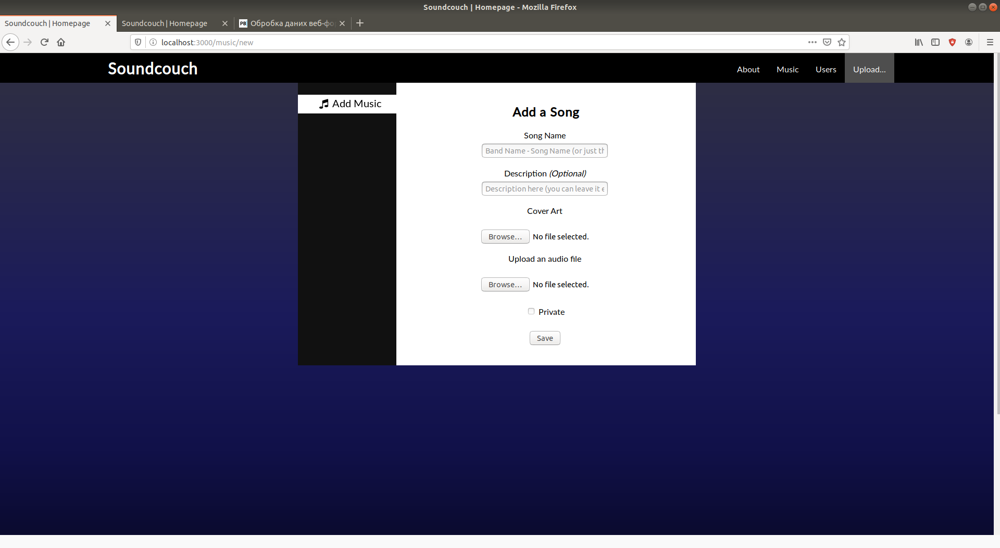 Soundcouch | Homepage - Mozilla Firefox
Soundcouch | Homepage
Soundcouch | Homepage
PB Обробка даних веб-фо
localhost:3000/music/new
Soundcouch
About Music Users Upload...
Add Music
Add a Song
Song Name
Band Name - Song Name (or just th
Description (Optional)
Description here (you can leave it e
Cover Art
Browse... No file selected.
Upload an audio file
Browse... No file selected.
Private
Save